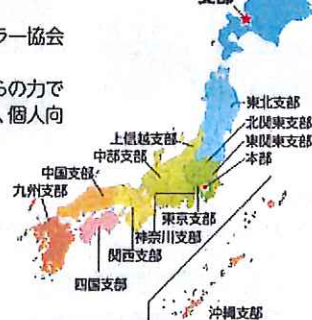 支部
ラー協会
らの力で
、個人向
東北支部
北関東支部
東関東支部
本部
上信越支部
中部支部
中国支部
九州支部
東京支部
神奈川支部
関西支部
四国支部
沖縄支部